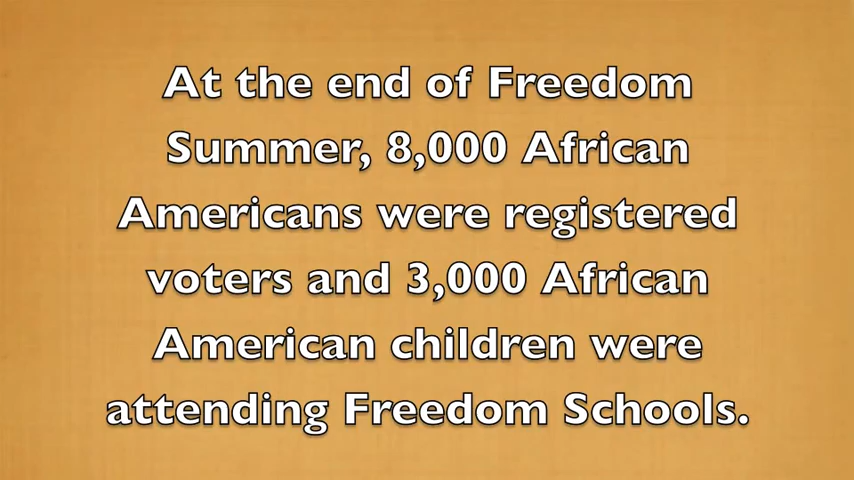 At the end of Freedom
Summer, 8,000 African
Americans were registered
voters and 3,000 African
American children were
attending Freedom Schools.